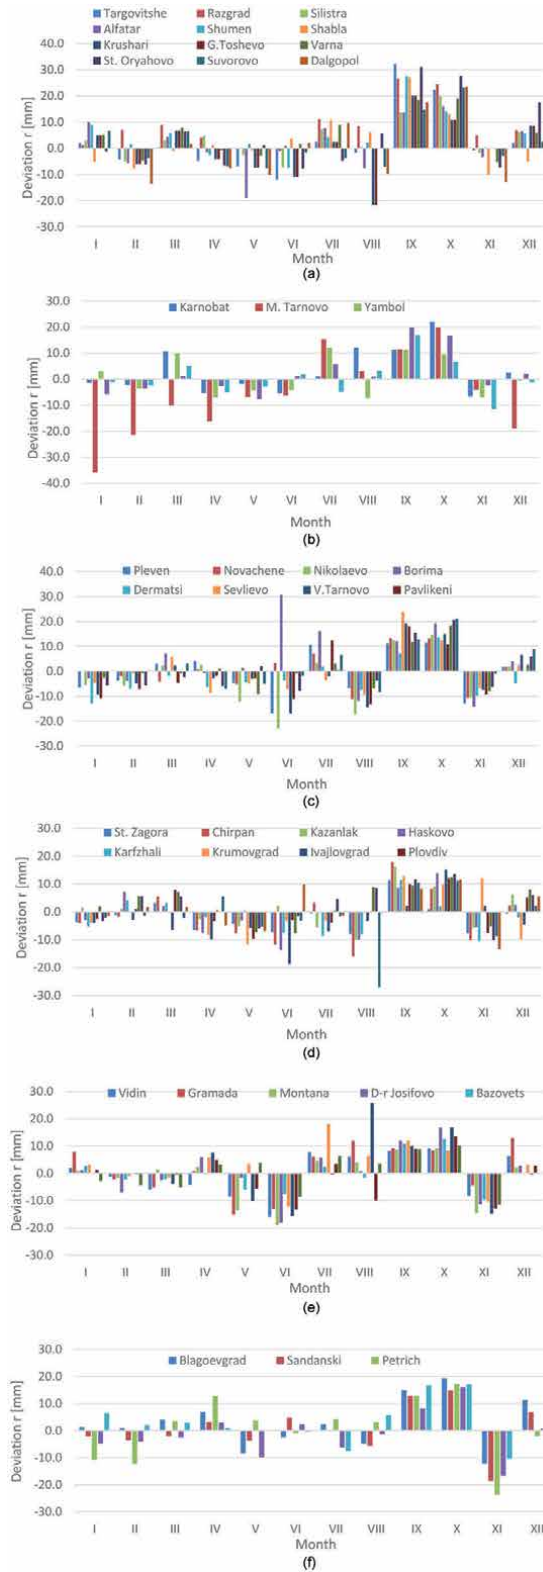 Targovitshe Razgrad Silistra
Alfatar Shumen Shabla
Krushari G.Toshevo Varna
St. Oryahovo Suvorovo Dalgopol
Deviation r [mm]
40.0
30.0
20.0
10.0
0.0
-10.0
-20.0
-30.0
I II III IV V VI VII VIII IX X XI XII
Month
(a)
Karnobat M. Tarnovo Yambol
Deviation r [mm]
30.0
20.0
10.0
0.0
-10.0
-20.0
-30.0
-40.0
I II III IV V VI VII VIII IX X XI XII
Month
(b)
Pleven Novachene Nikolaevo Borima
Dermatsi Sevlievo V.Tarnovo Pavlikeni
Deviation r [mm]
40.0
30.0
20.0
10.0
0.0
-10.0
-20.0
-30.0
I II III IV V VI VII VIII IX X XI XII
Month
(c)
St. Zagora Chirpan Kazanlak Haskovo
Karfzhali Krumovgrad Ivajlovgrad Plovdiv
Deviation r [mm]
30.0
20.0
10.0
0.0
-10.0
-20.0
-30.0
I II III IV V VI VII VIII IX X XI XII
Month
(d)
Vidin Gramada Montana D-r Josifovo Bazovets
Deviation r [mm]
30.0
20.0
10.0
0.0
-10.0
-20.0
-30.0
I II III IV V VI VII VIII IX X XI XII
Month
(e)
Blagoevgrad Sandanski Petrich
Deviation r [mm]
30.0
20.0
10.0
0.0
-10.0
-20.0
-30.0
I II III IV V VI VII VIII IX X XI XII
Month
(f)